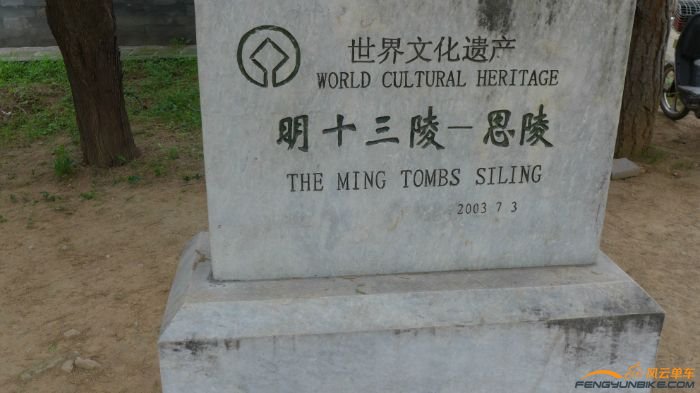 世界文化遗产
WORLD CULTURAL HERITAGE
明十三陵－思陵
THE MING TOMBS SILING
2003 7 3
风云单车
FENGYUNBIKE.COM